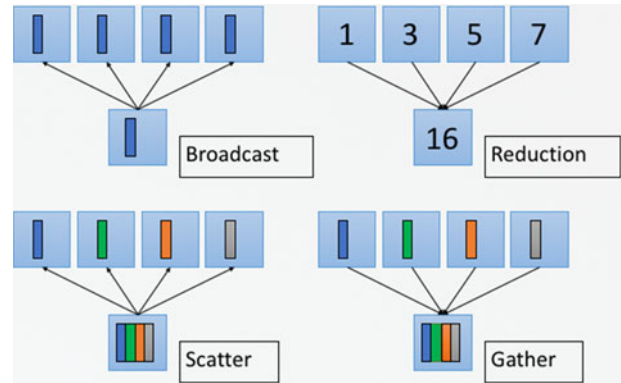 1 3 5 7
16
Broadcast
Reduction
Scatter
Gather